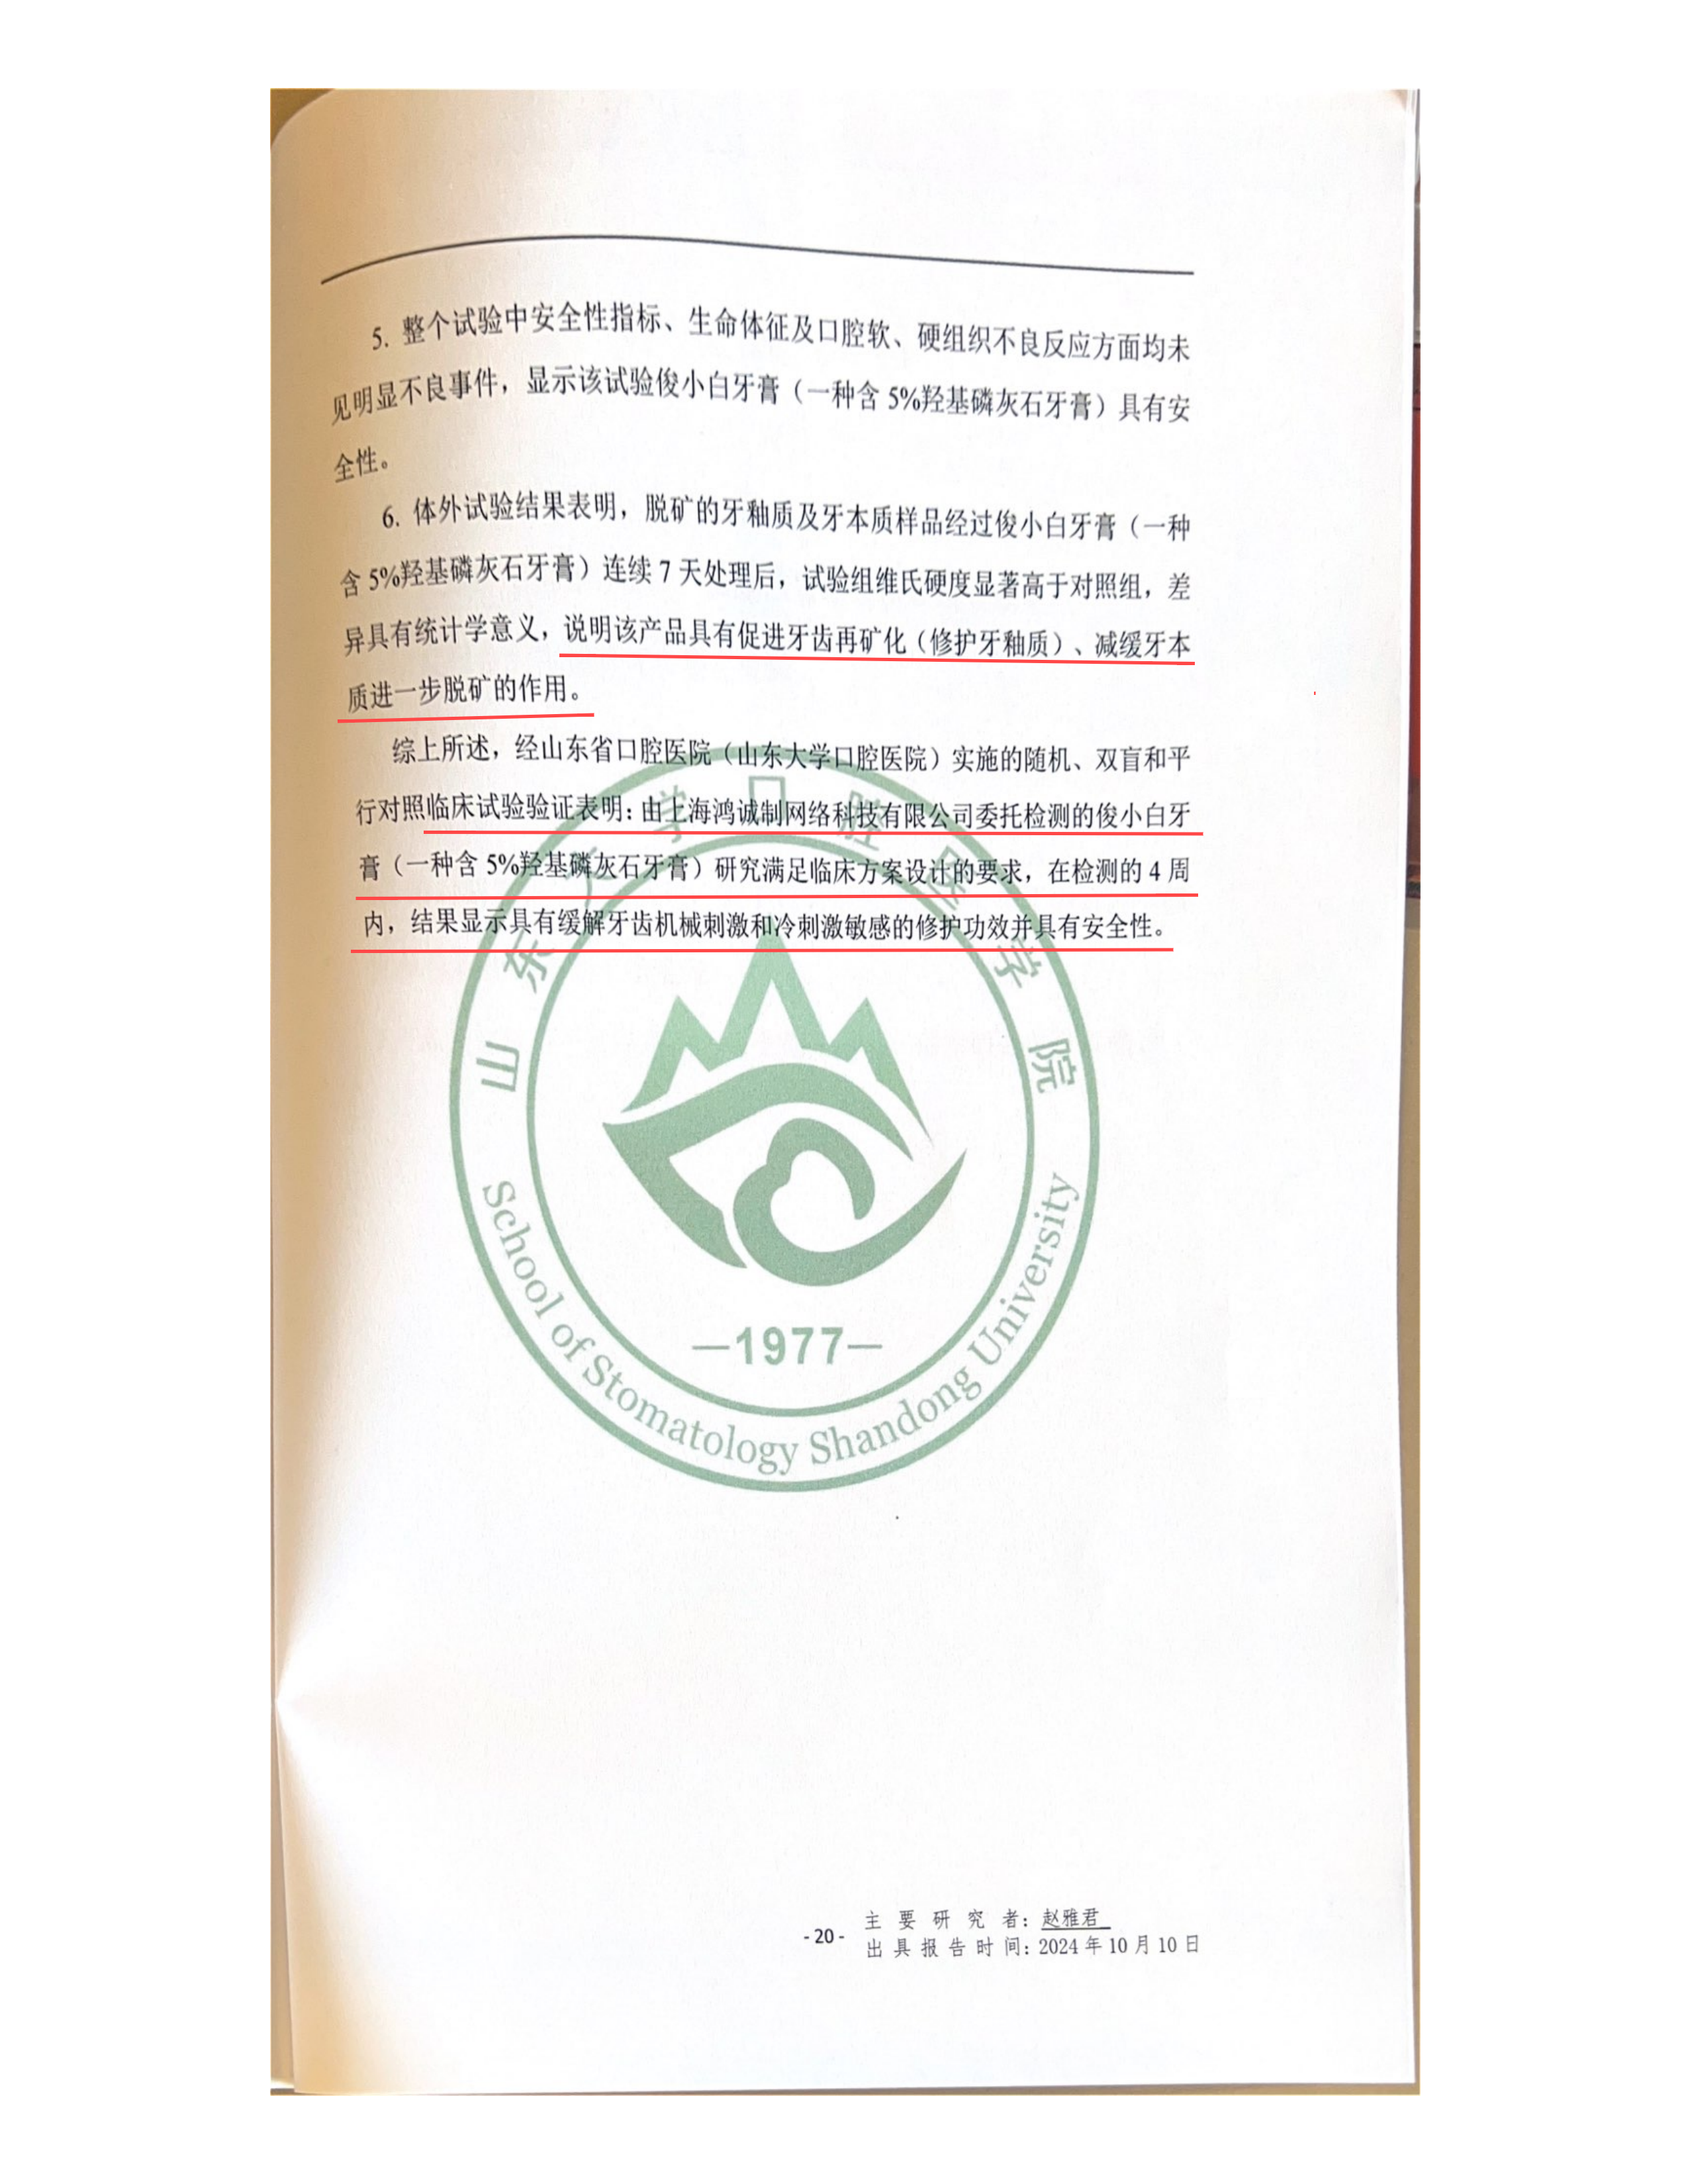 5. 整个试验中安全性指标、生命体征及口腔软、硬组织不良反应方面均未
见明显不良事件，显示该试验俊小白牙膏（一种含 5%羟基磷灰石牙膏）具有安
全性。
6. 体外试验结果表明，脱矿的牙釉质及牙本质样品经过俊小白牙膏（一种
含 5%羟基磷灰石牙膏）连续 7 天处理后，试验组维氏硬度显著高于对照组，差
异具有统计学意义，说明该产品具有促进牙齿再矿化（修护牙釉质）、减缓牙本
质进一步脱矿的作用。
综上所述，经山东省口腔医院（山东大学口腔医院）实施的随机、双盲和平
行对照临床试验验证表明：由上海鸿诚制网络科技有限公司委托检测的俊小白牙
膏（一种含 5%羟基磷灰石牙膏）研究满足临床方案设计的要求，在检测的 4 周
内，结果显示具有缓解牙齿机械刺激和冷刺激敏感的修护功效并具有安全性。
山东大学口腔医学院
—1977—
School of Stomatology Shandong University
主要研究者：赵雅君
- 20 -
出具报告时间：2024 年 10 月 10 日